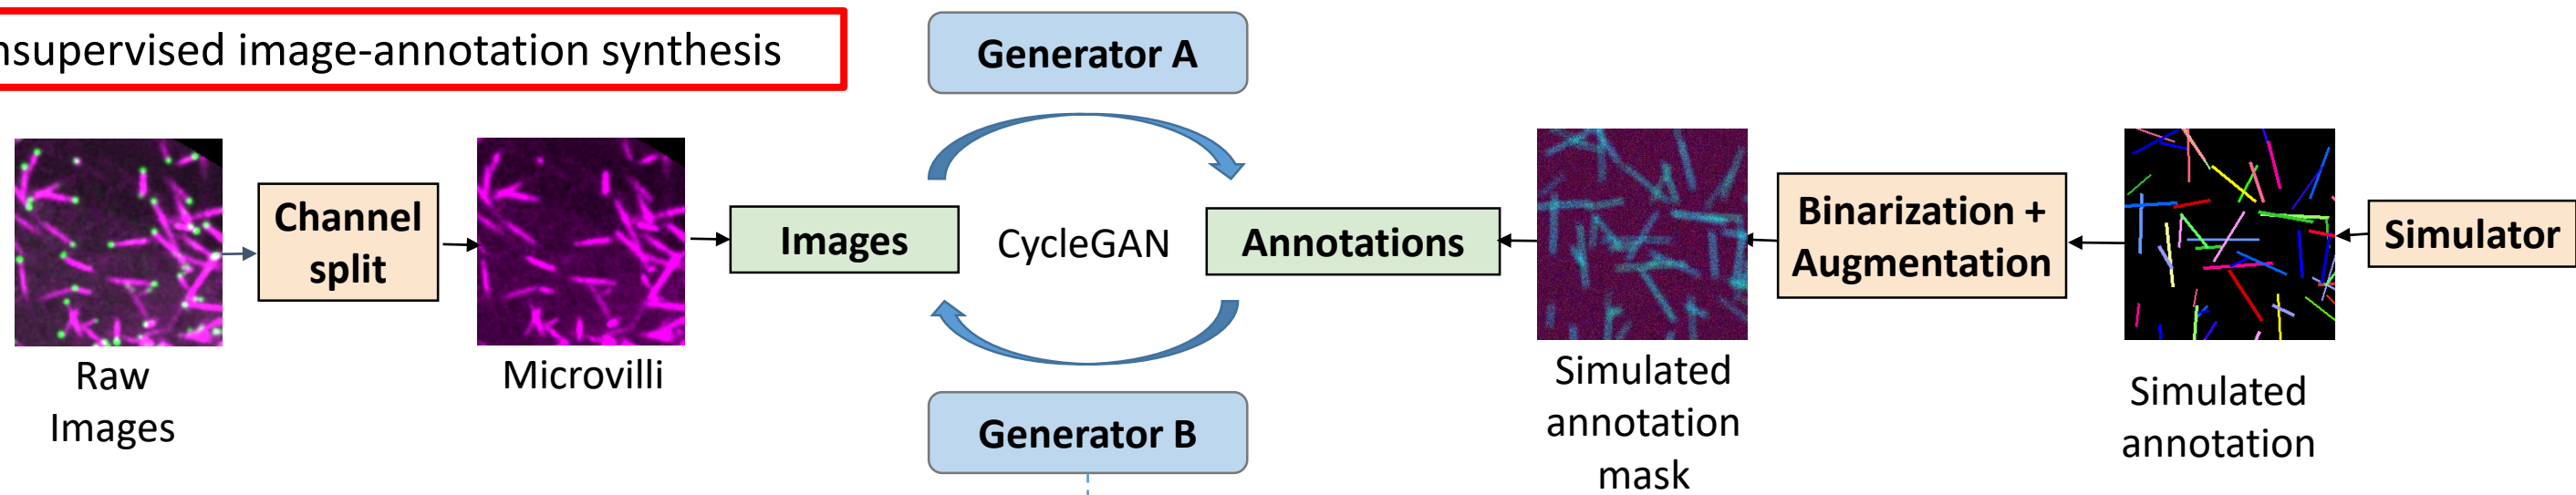 nsupervised image-annotation synthesis
Generator A
Channel
split
Images
CycleGAN
Annotations
Binarization +
Augmentation
Simulator
Raw
Images
Microvilli
Generator B
Simulated
annotation
mask
Simulated
annotation